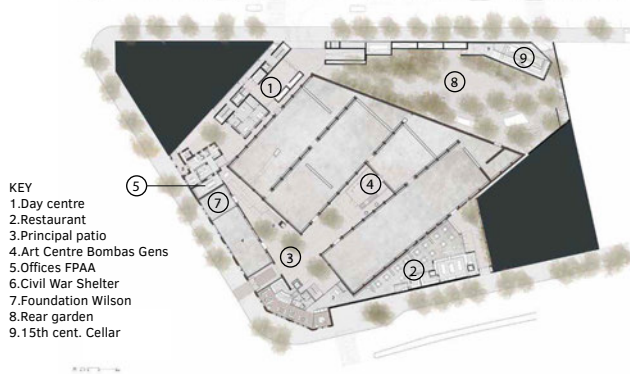 1
9
8
5
7
4
3
2
KEY
1.Day centre
2.Restaurant
3.Principal patio
4.Art Centre Bombas Gens
5.Offices FPAA
6.Civil War Shelter
7.Foundation Wilson
8.Rear garden
9.15th cent. Cellar